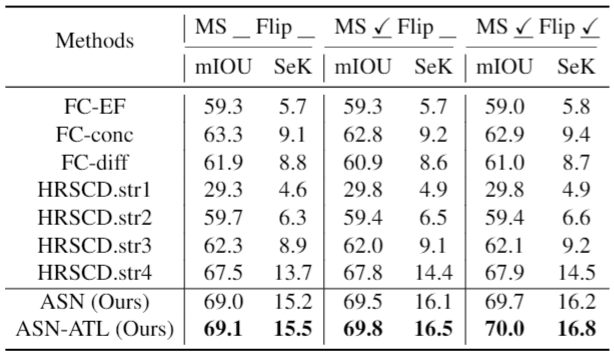 Methods MS _ Flip _ MS ✓ Flip _ MS ✓ Flip ✓
mIOU SeK mIOU SeK mIOU SeK
FC-EF 59.3 5.7 59.3 5.7 59.0 5.8
FC-conc 63.3 9.1 62.8 9.2 62.9 9.4
FC-diff 61.9 8.8 60.9 8.6 61.0 8.7
HRSCD.str1 29.3 4.6 29.8 4.9 29.8 4.9
HRSCD.str2 59.7 6.3 59.4 6.5 59.4 6.6
HRSCD.str3 62.3 8.9 62.0 9.1 62.1 9.2
HRSCD.str4 67.5 13.7 67.8 14.4 67.9 14.5
ASN (Ours) 69.0 15.2 69.5 16.1 69.7 16.2
ASN-ATL (Ours) 69.1 15.5 69.8 16.5 70.0 16.8